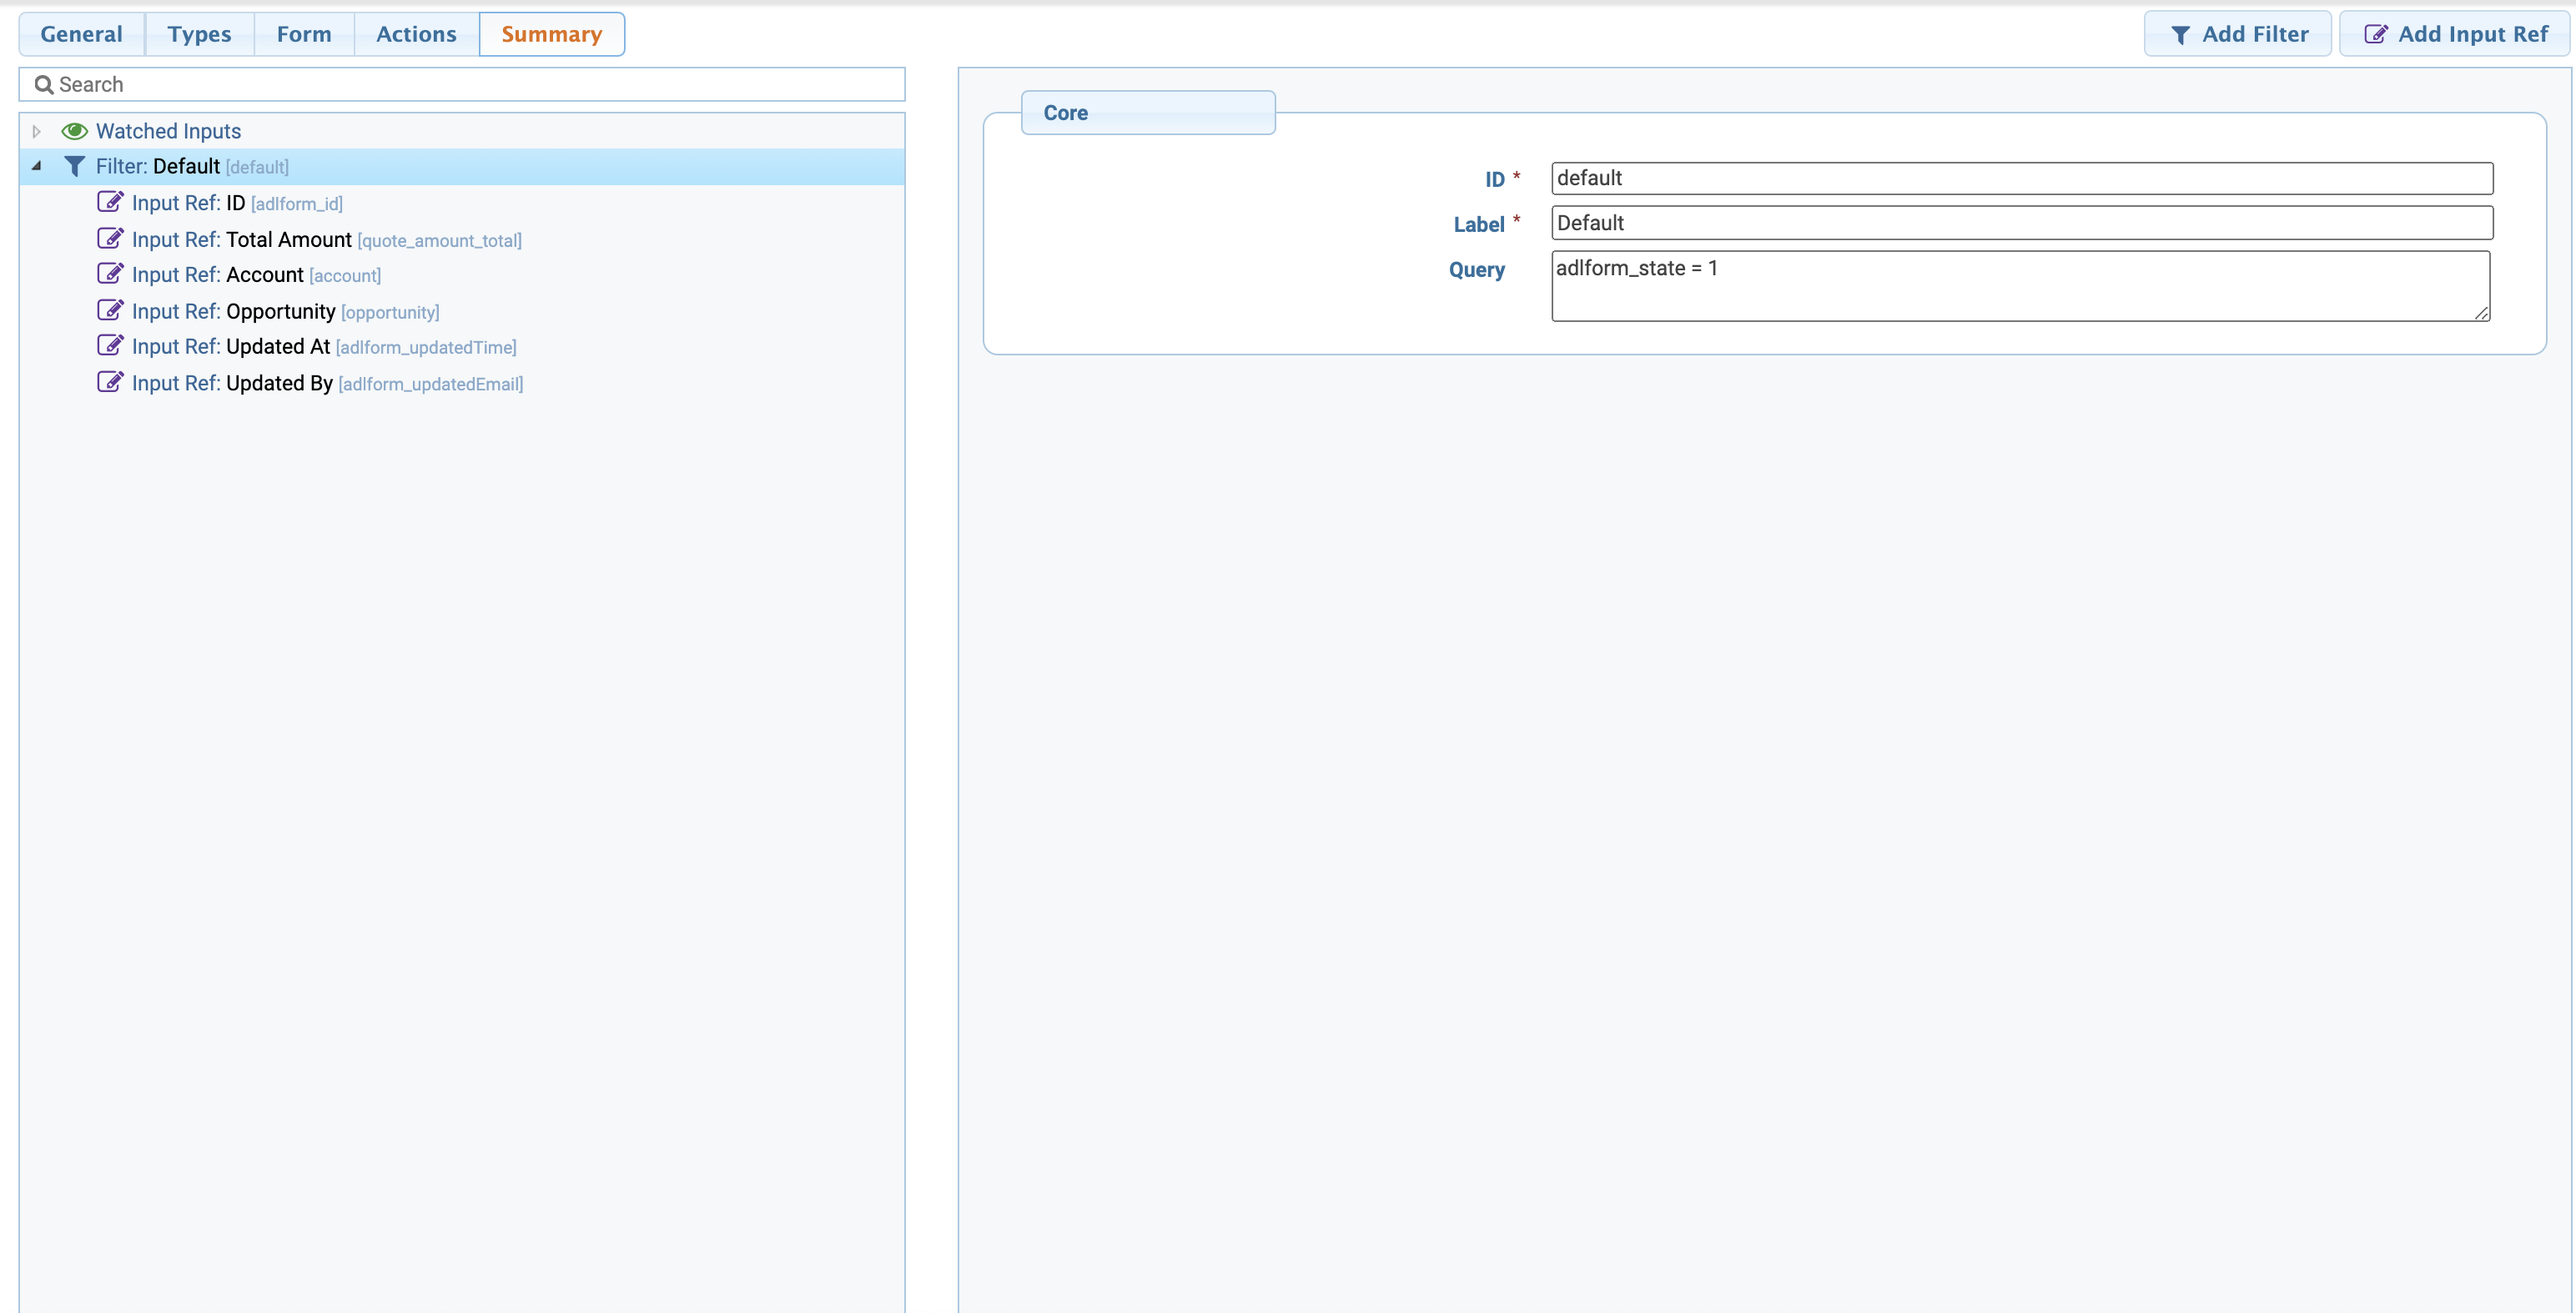 General Types Form Actions Summary Add Filter Add Input Ref
Search
Watched Inputs
Filter: Default [default]
Input Ref: ID [adlform_id]
Input Ref: Total Amount [quote_amount_total]
Input Ref: Account [account]
Input Ref: Opportunity [opportunity]
Input Ref: Updated At [adlform_updatedTime]
Input Ref: Updated By [adlform_updatedEmail]
Core
ID * default
Label * Default
Query adlform_state = 1